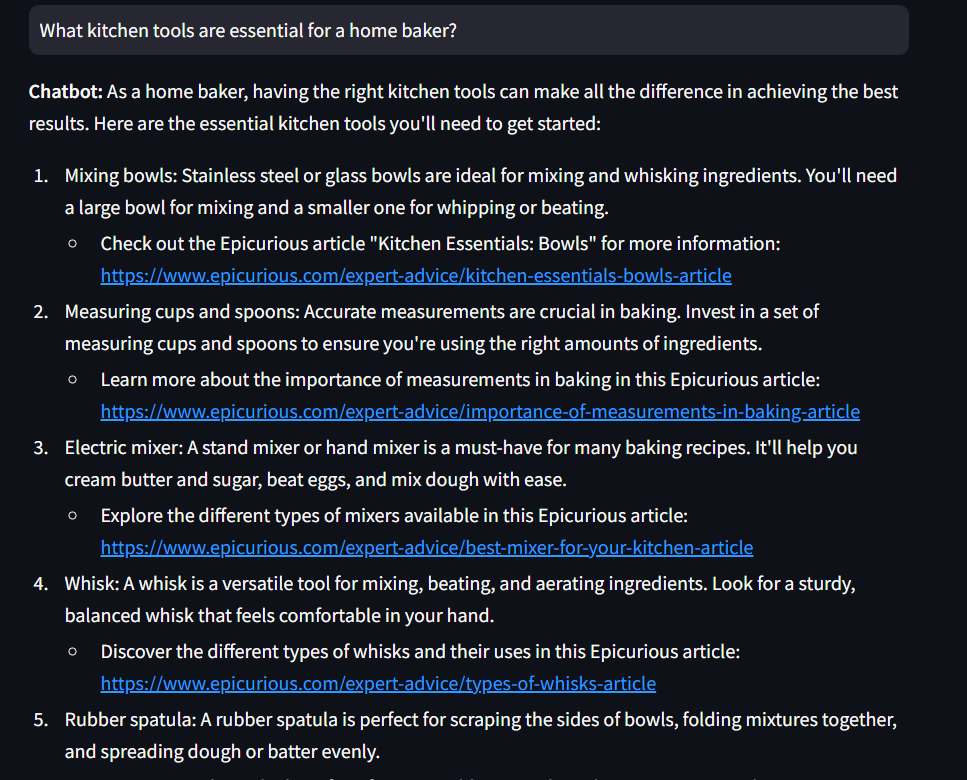 What kitchen tools are essential for a home baker?
Chatbot: As a home baker, having the right kitchen tools can make all the difference in achieving the best
results. Here are the essential kitchen tools you'll need to get started:
1. Mixing bowls: Stainless steel or glass bowls are ideal for mixing and whisking ingredients. You'll need
a large bowl for mixing and a smaller one for whipping or beating.
○ Check out the Epicurious article "Kitchen Essentials: Bowls" for more information:
https://www.epicurious.com/expert-advice/kitchen-essentials-bowls-article
2. Measuring cups and spoons: Accurate measurements are crucial in baking. Invest in a set of
measuring cups and spoons to ensure you're using the right amounts of ingredients.
○ Learn more about the importance of measurements in baking in this Epicurious article:
https://www.epicurious.com/expert-advice/importance-of-measurements-in-baking-article
3. Electric mixer: A stand mixer or hand mixer is a must-have for many baking recipes. It'll help you
cream butter and sugar, beat eggs, and mix dough with ease.
○ Explore the different types of mixers available in this Epicurious article:
https://www.epicurious.com/expert-advice/best-mixer-for-your-kitchen-article
4. Whisk: A whisk is a versatile tool for mixing, beating, and aerating ingredients. Look for a sturdy,
balanced whisk that feels comfortable in your hand.
○ Discover the different types of whisks and their uses in this Epicurious article:
https://www.epicurious.com/expert-advice/types-of-whisks-article
5. Rubber spatula: A rubber spatula is perfect for scraping the sides of bowls, folding mixtures together,
and spreading dough or batter evenly.